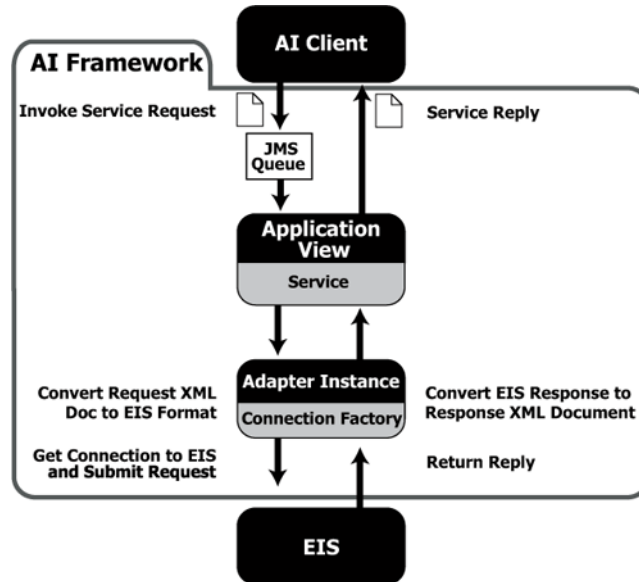 AI Client
AI Framework
Invoke Service Request
Service Reply
JMS
Queue
Application
View
Service
Adapter Instance
Connection Factory
Convert Request XML
Doc to EIS Format
Convert EIS Response to
Response XML Document
Get Connection to EIS
and Submit Request
Return Reply
EIS